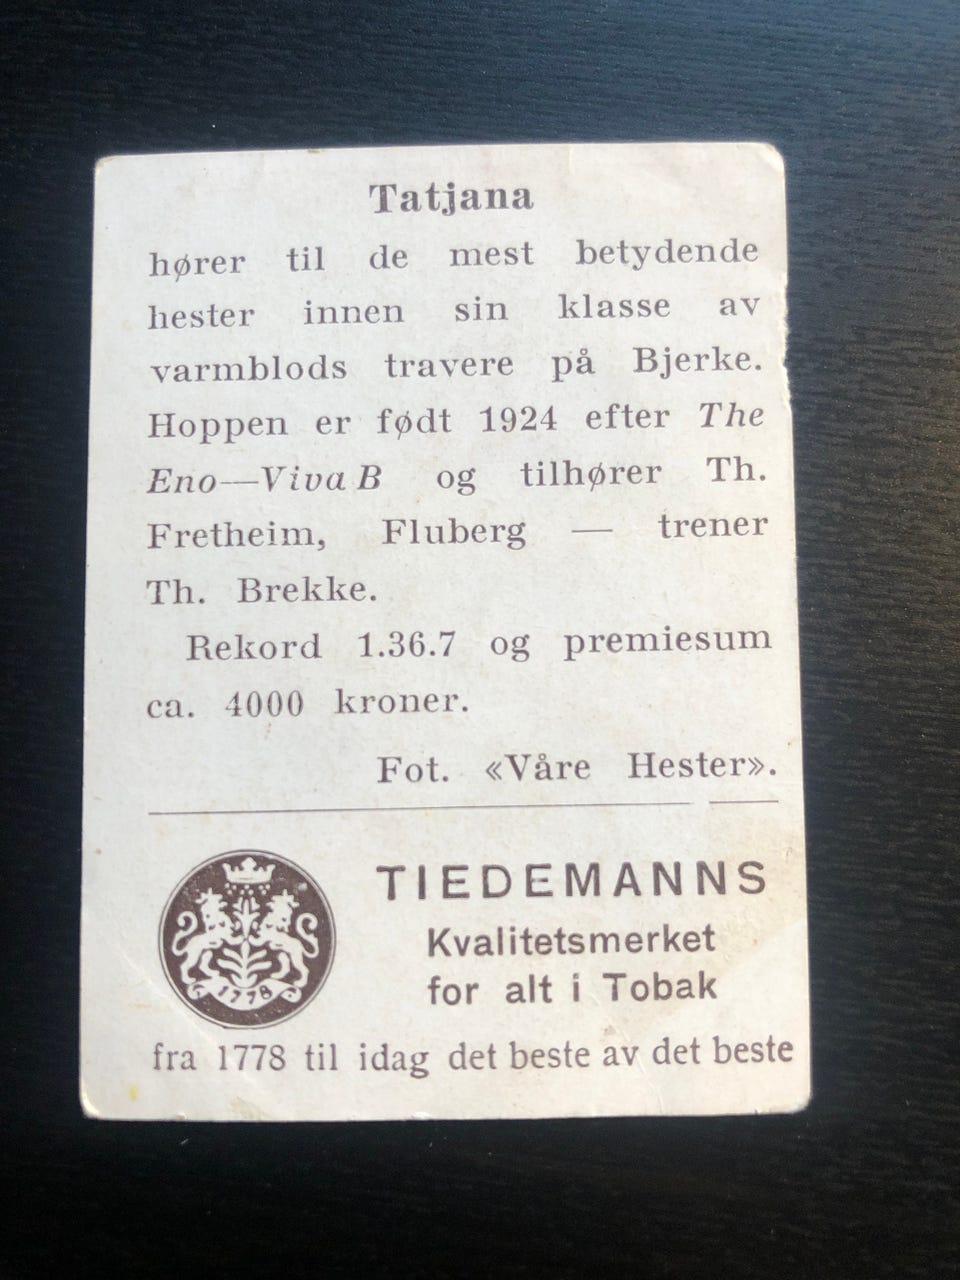 Tatjana
hører til de mest betydende
hester innen sin klasse av
varmblods travere på Bjerke.
Hoppen er født 1924 efter The
Eno—Viva B og tilhører Th.
Fretheim, Fluberg — trener
Th. Brekke.
Rekord 1.36.7 og premiesum
ca. 4000 kroner.
Fot. «Våre Hester».
TIEDEMANNS
Kvalitetsmerket
for alt i Tobak
1778
fra 1778 til idag det beste av det beste